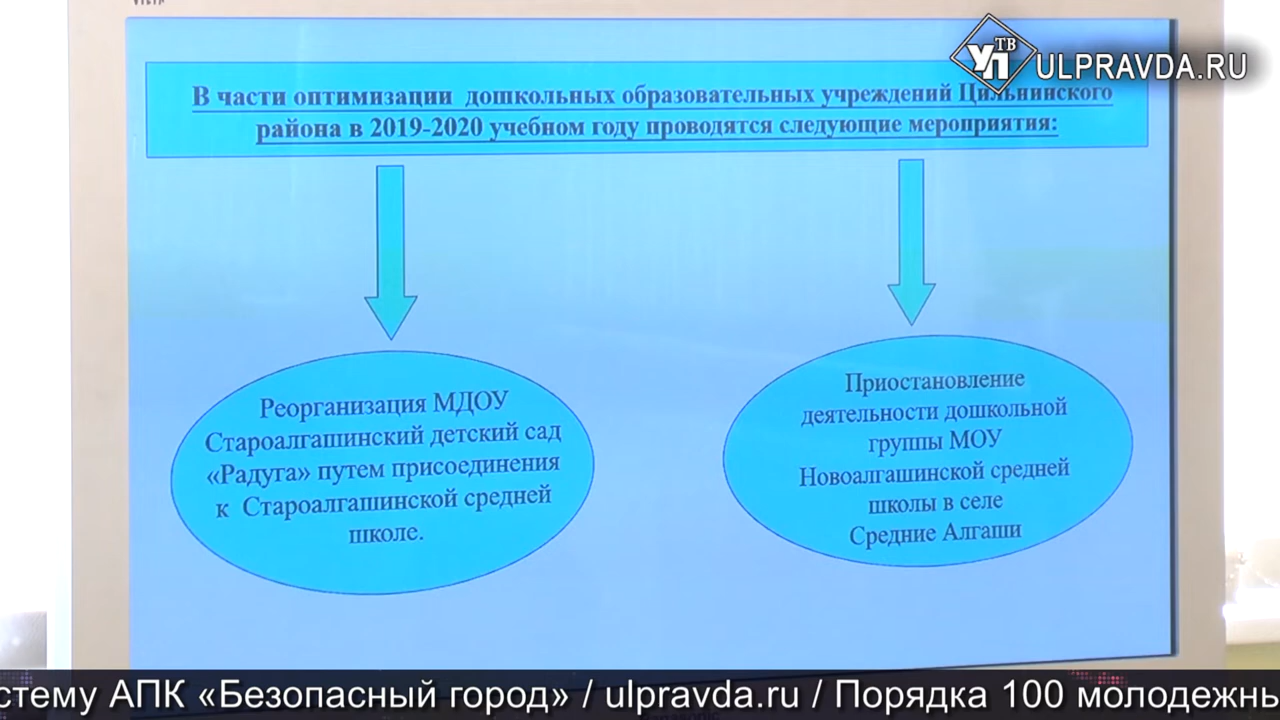 УП ТВ ULPRAVDA.RU
В части оптимизации дошкольных образовательных учреждений Цильнинского
района в 2019-2020 учебном году проводятся следующие мероприятия:
Реорганизация МДОУ
Староалгашинский детский сад
«Радуга» путем присоединения
к Староалгашинской средней
школе.
Приостановление
деятельности дошкольной
группы МОУ
Новоалгашинской средней
школы в селе
Средние Алгаши
стему АПК «Безопасный город» / ulpravda.ru / Порядка 100 молодежны